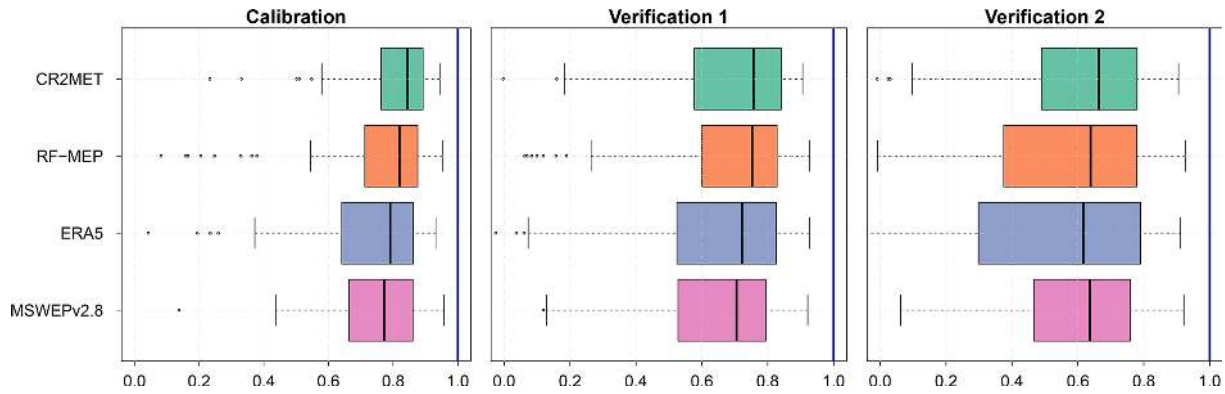 Calibration Verification 1 Verification 2
CR2MET
RF−MEP
ERA5
MSWEPv2.8
0.0 0.2 0.4 0.6 0.8 1.0 0.0 0.2 0.4 0.6 0.8 1.0 0.0 0.2 0.4 0.6 0.8 1.0